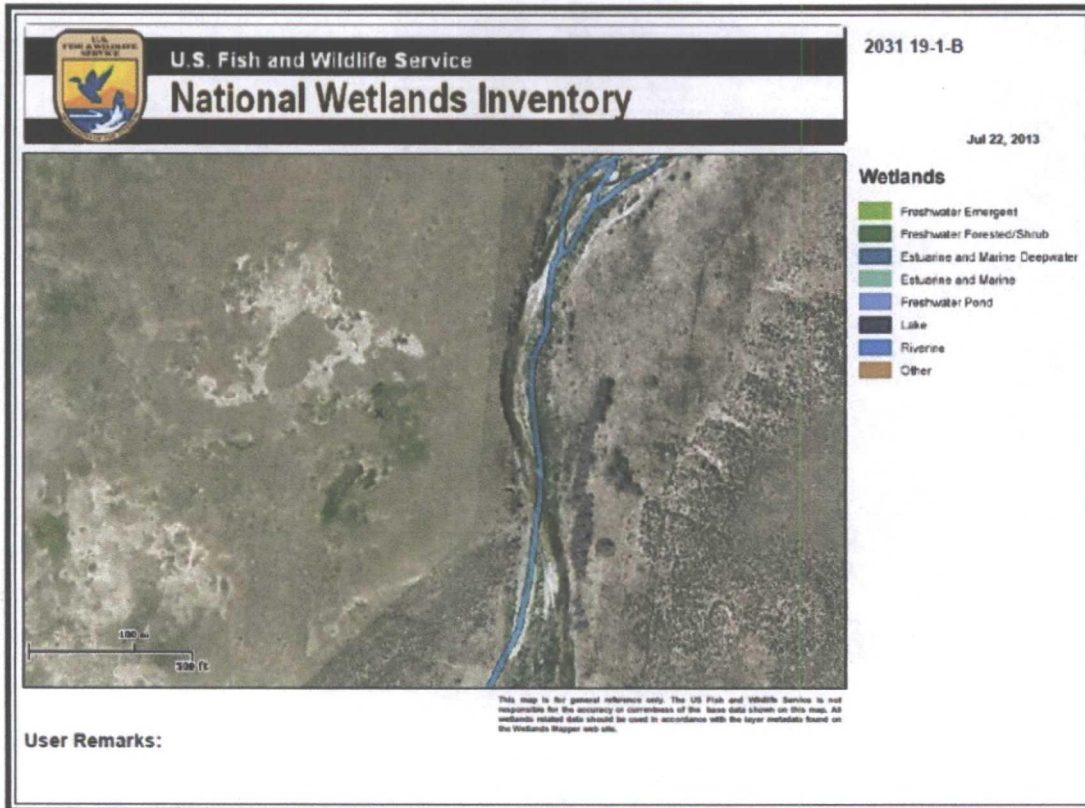 U.S.
FISH & WILDLIFE
SERVICE
U.S. Fish and Wildlife Service
National Wetlands Inventory
2031 19-1-B
Jul 22, 2013
Wetlands
Freshwater Emergent
Freshwater Forested/Shrub
Estuarine and Marine Deepwater
Estuarine and Marine
Freshwater Pond
Lake
Riverine
Other
100 m
300 ft
This map is for general reference only. The US Fish and Wildlife Service is not
responsible for the accuracy or currentness of the base data shown on this map. All
wetlands related data should be used in accordance with the layer metadata found on
the Wetlands Mapper web site.
User Remarks: